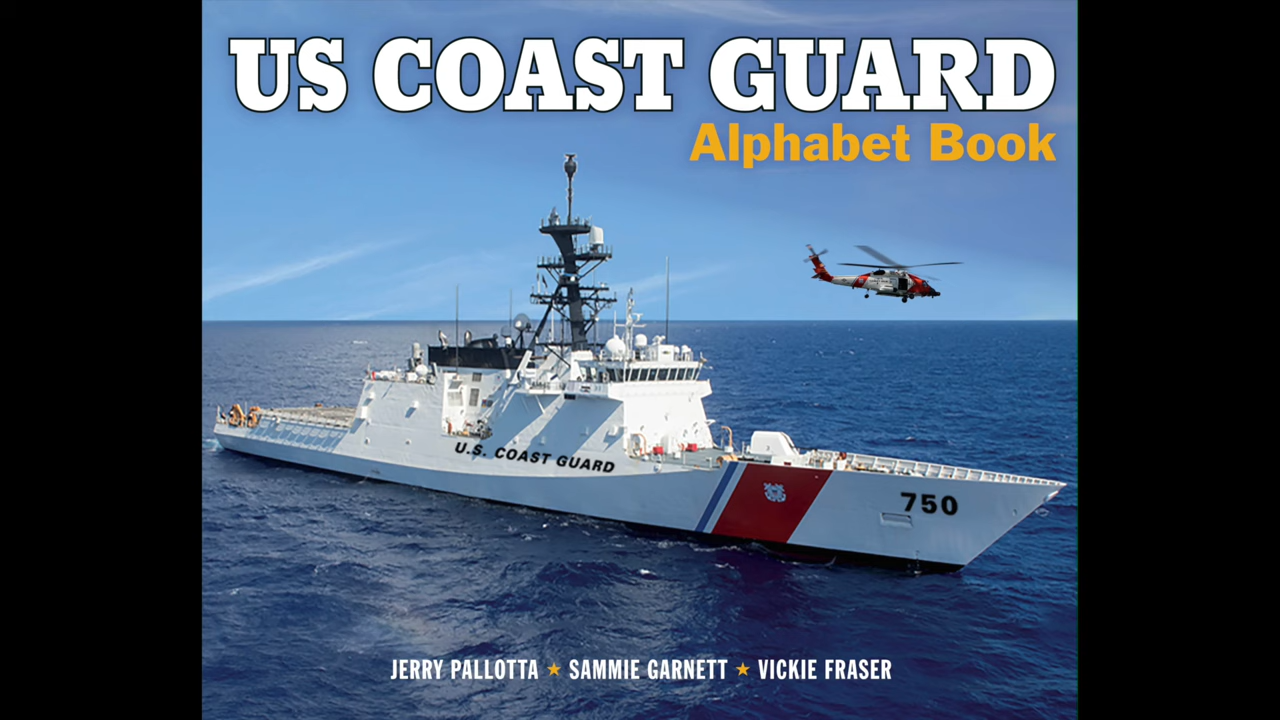 US COAST GUARD
Alphabet Book
U.S. COAST GUARD
750
JERRY PALLOTTA ★ SAMMIE GARNETT ★ VICKIE FRASER